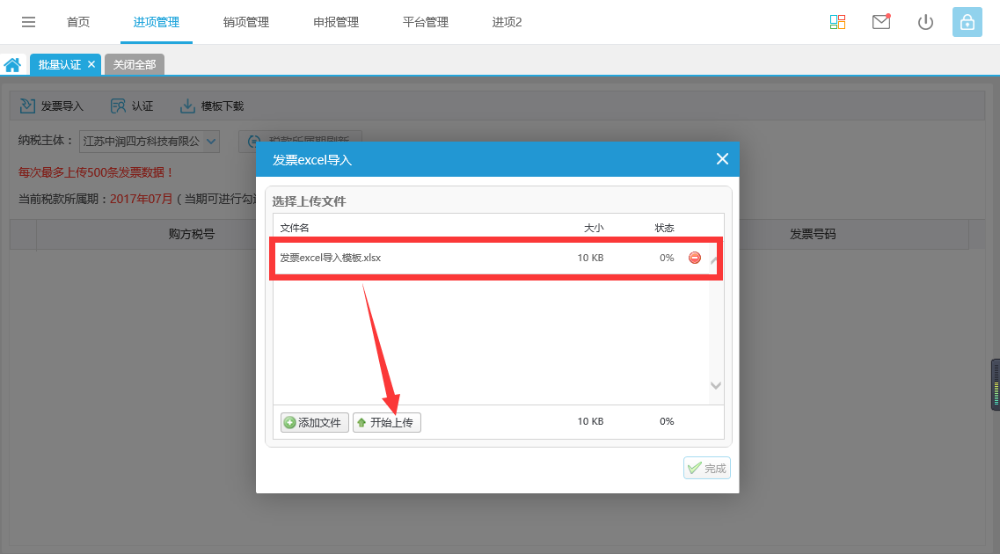 首页 进项管理 销项管理 申报管理 平台管理 进项2
批量认证 × 关闭全部
发票导入 认证 模板下载
纳税主体： 江苏中润四方科技有限公 税款所属期刷新
每次最多上传500条发票数据！
当前税款所属期：2017年07月（当期可进行勾
购方税号 发票号码
发票excel导入
选择上传文件
文件名 大小 状态
发票excel导入模板.xlsx 10 KB 0%
添加文件 开始上传 10 KB 0%
完成